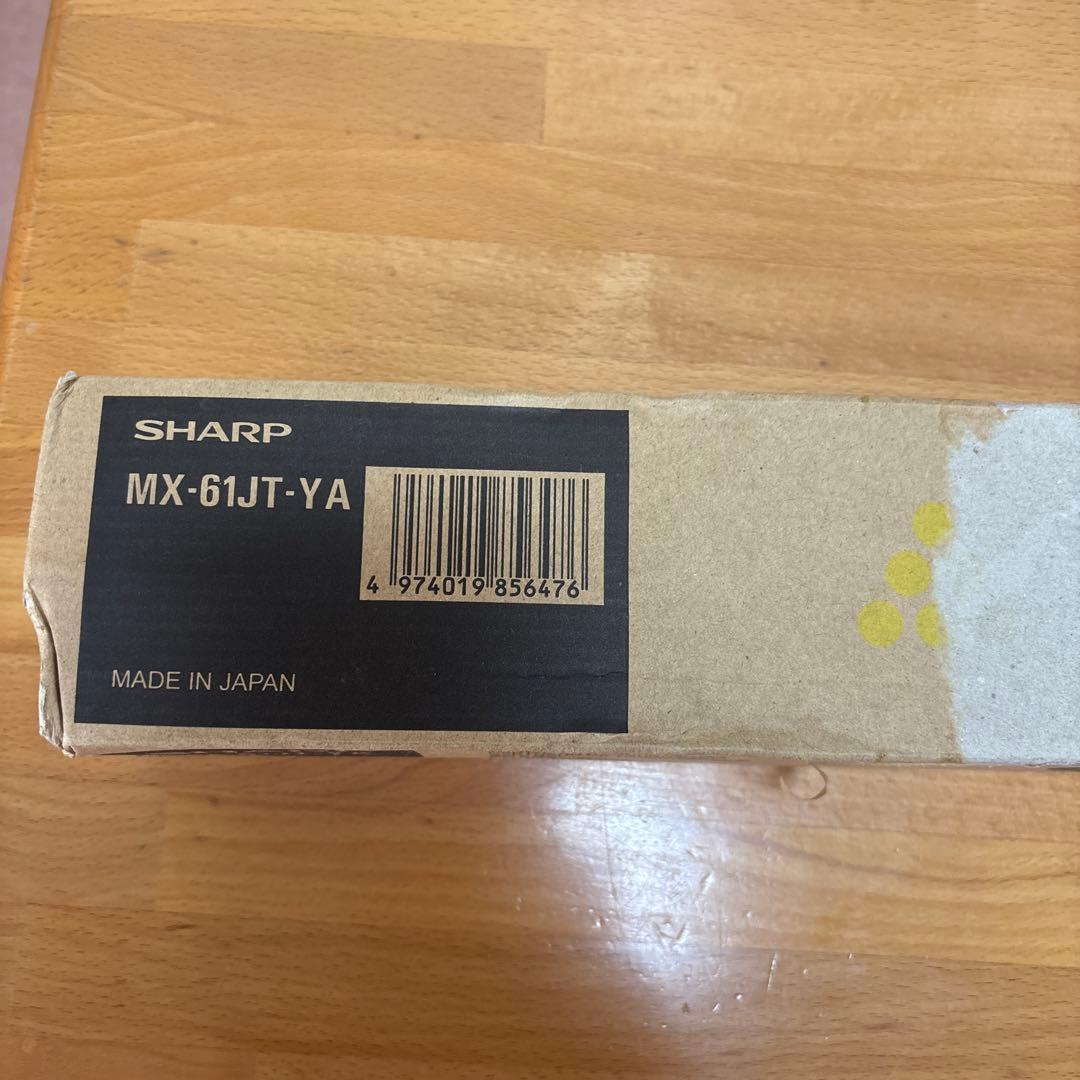 SHARP
MX-61JT-YA
4 974019 856476
MADE IN JAPAN